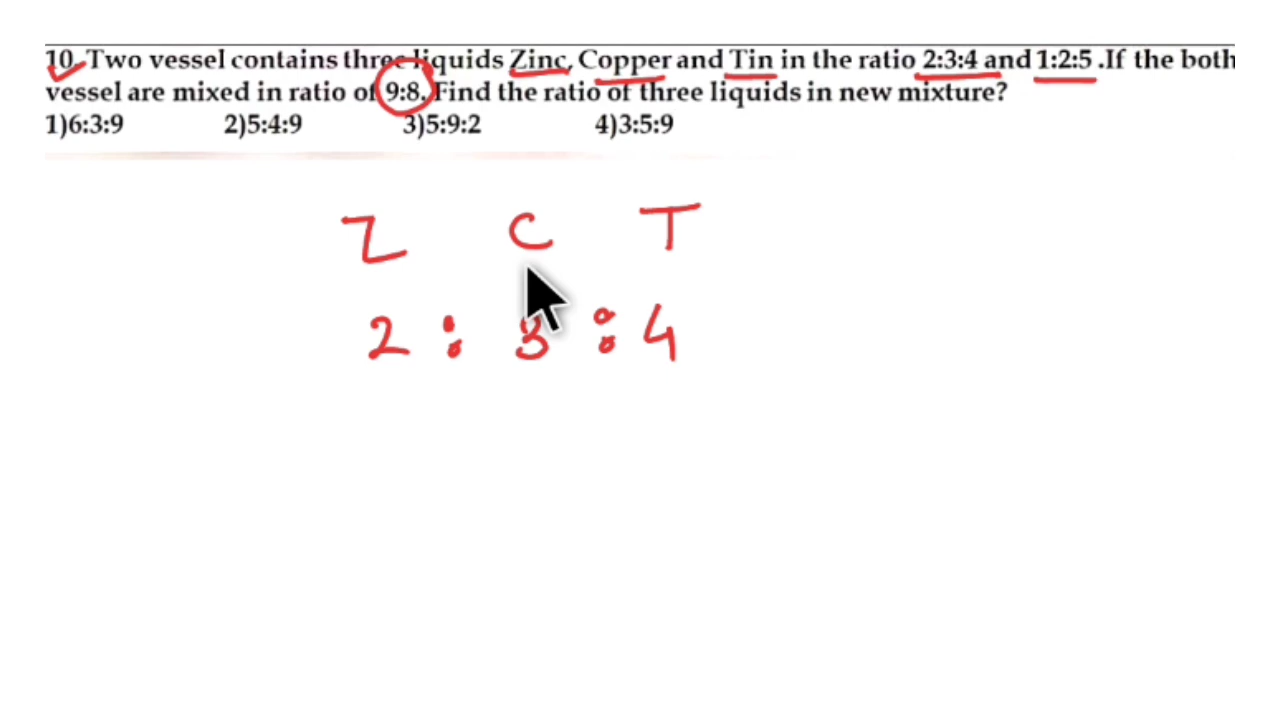 10. Two vessel contains three liquids Zinc, Copper and Tin in the ratio 2:3:4 and 1:2:5 .If the both
vessel are mixed in ratio of 9:8. Find the ratio of three liquids in new mixture?
1)6:3:9 2)5:4:9 3)5:9:2 4)3:5:9
Z C T
2 : 3 : 4